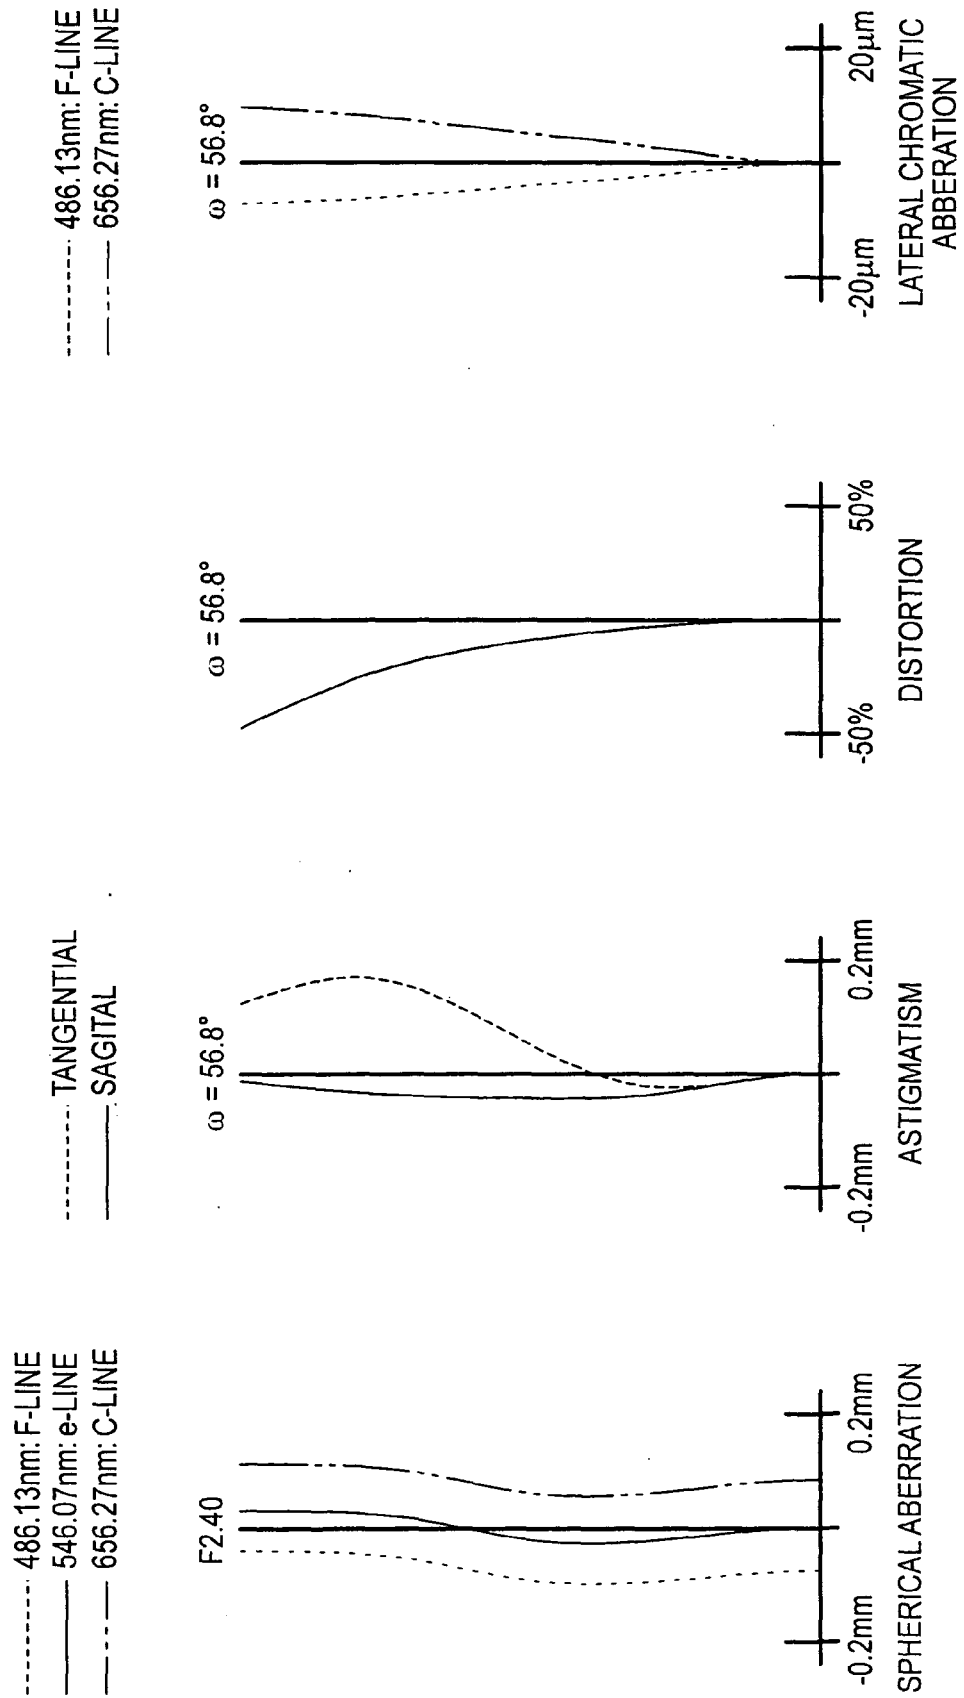 486.13nm: F-LINE
546.07nm: e-LINE
656.27nm: C-LINE
F2.40
-0.2mm
0.2mm
SPHERICAL ABERRATION
TANGENTIAL
SAGITAL
ω = 56.8°
-0.2mm
0.2mm
ASTIGMATISM
ω = 56.8°
-50%
50%
DISTORTION
486.13nm: F-LINE
656.27nm: C-LINE
ω = 56.8°
-20μm
20μm
LATERAL CHROMATIC
ABBERATION